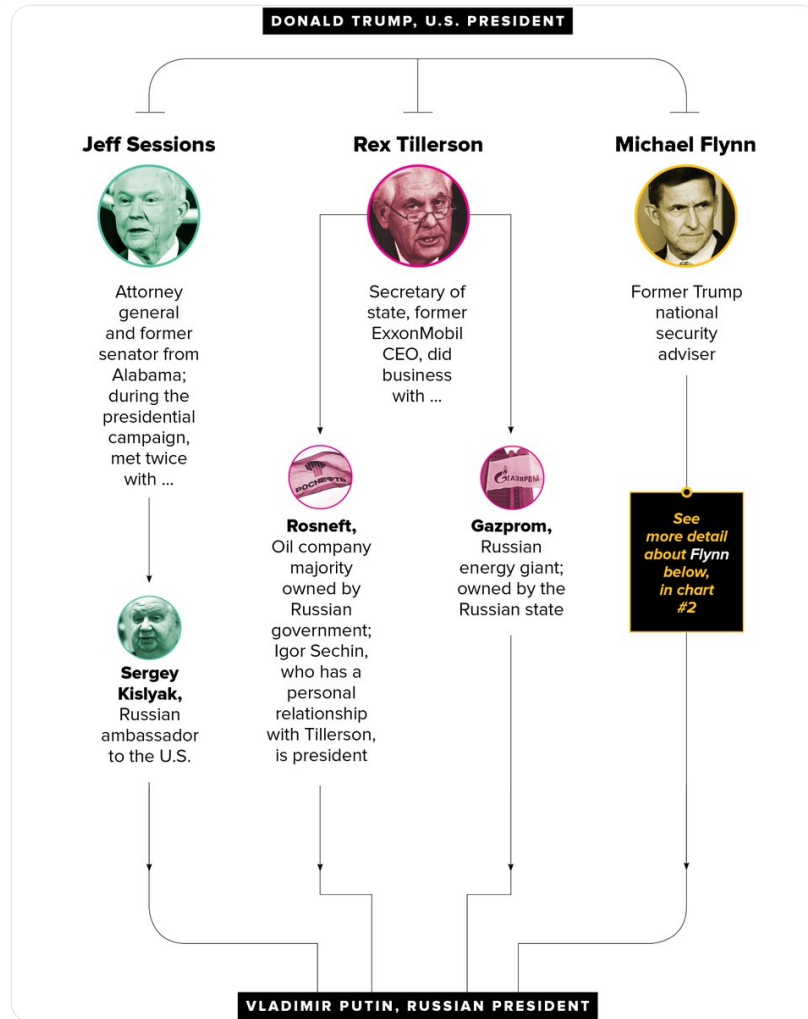 DONALD TRUMP, U.S. PRESIDENT
Jeff Sessions
Attorney
general
and former
senator from
Alabama;
during the
presidential
campaign,
met twice
with ...
Sergey
Kislyak,
Russian
ambassador
to the U.S.
Rex Tillerson
Secretary of
state, former
ExxonMobil
CEO, did
business
with ...
РОСНЕФТЬ
Rosneft,
Oil company
majority
owned by
Russian
government;
Igor Sechin,
who has a
personal
relationship
with Tillerson,
is president
ГАЗПРОМ
Gazprom,
Russian
energy giant;
owned by the
Russian state
Michael Flynn
Former Trump
national
security
adviser
See
more detail
about Flynn
below,
in chart
#2
VLADIMIR PUTIN, RUSSIAN PRESIDENT